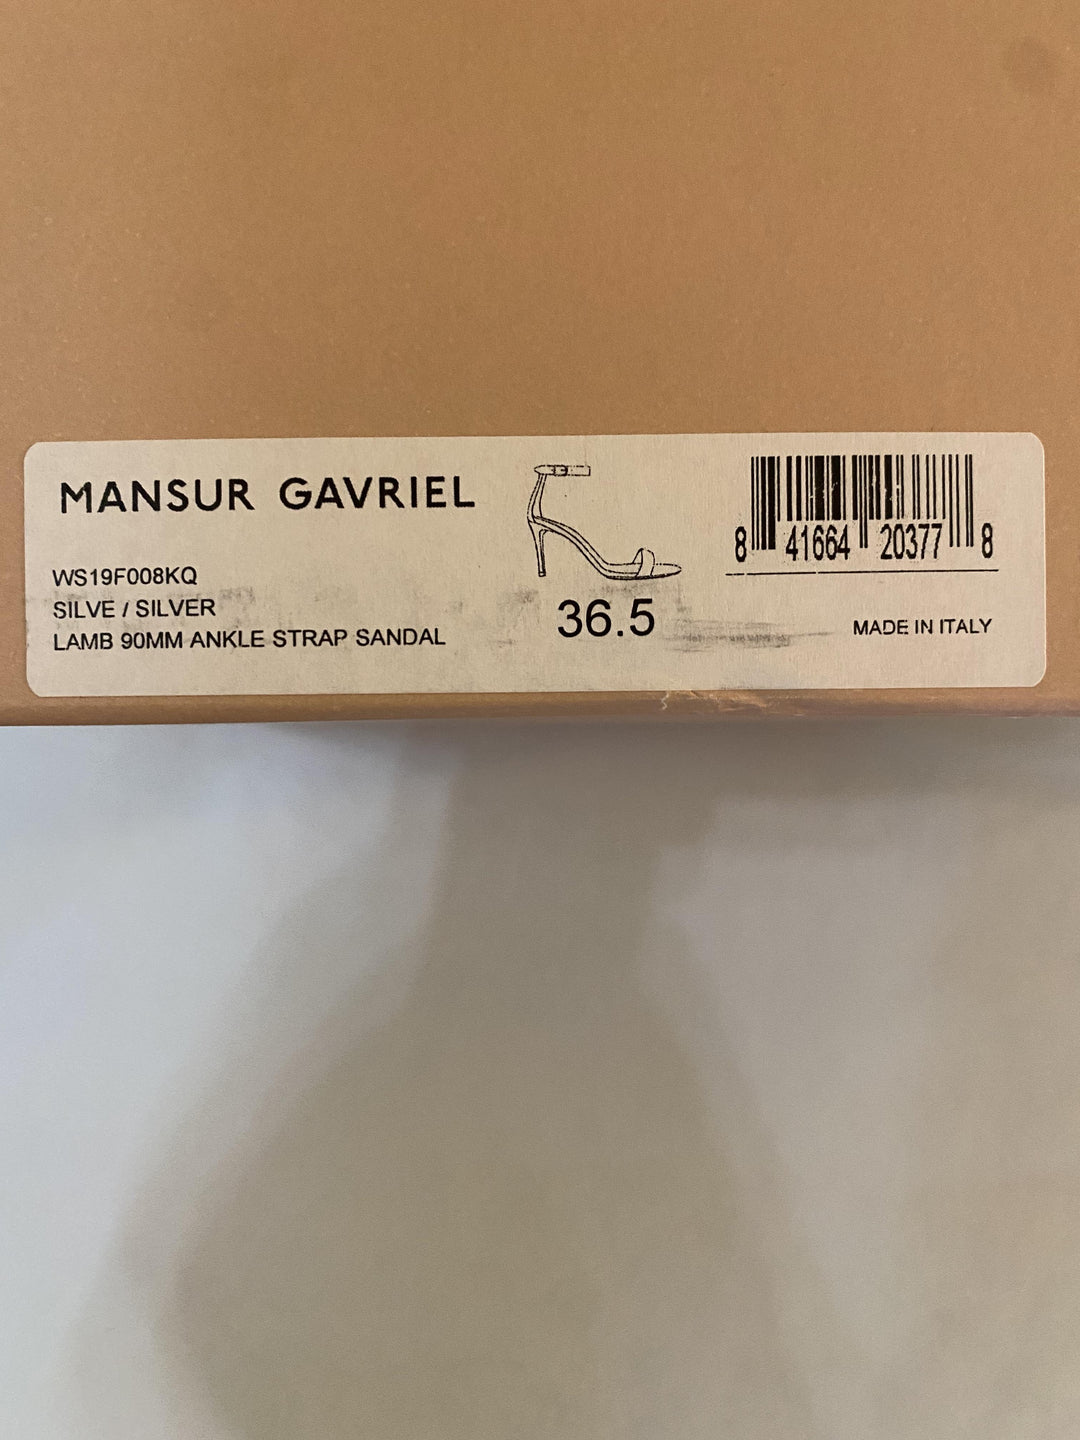 MANSUR GAVRIEL
WS19F008KQ
SILVE / SILVER
LAMB 90MM ANKLE STRAP SANDAL
36.5
8 41664 20377 8
MADE IN ITALY